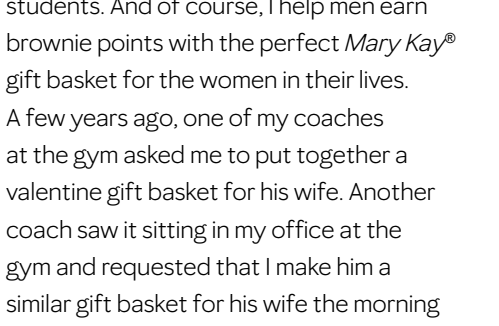 students. And of course, I help men earn
brownie points with the perfect Mary Kay®
gift basket for the women in their lives.
A few years ago, one of my coaches
at the gym asked me to put together a
valentine gift basket for his wife. Another
coach saw it sitting in my office at the
gym and requested that I make him a
similar gift basket for his wife the morning